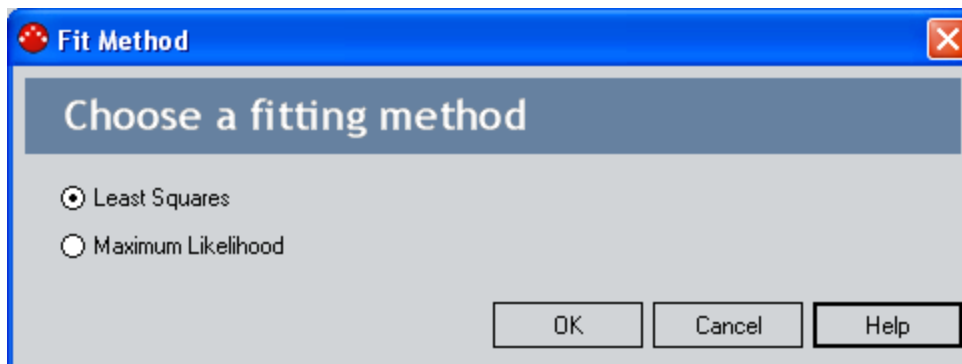 Fit Method
Choose a fitting method
Least Squares
Maximum Likelihood
OK Cancel Help